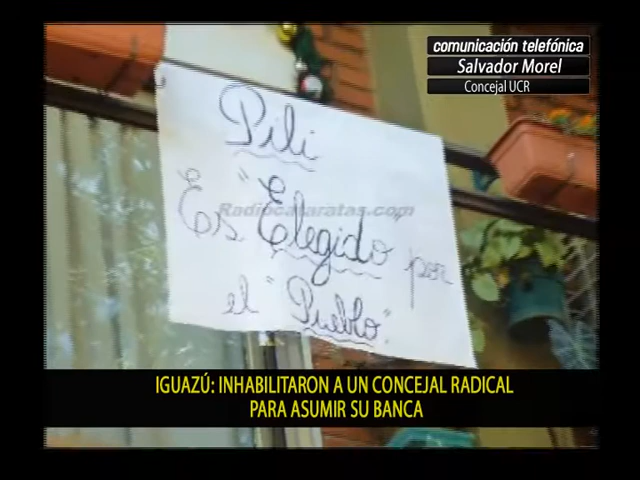 comunicación telefónica
Salvador Morel
Concejal UCR
Pili
Es "Elegido" por
el "Pueblo".
Radiocataratas.com
IGUAZÚ: INHABILITARON A UN CONCEJAL RADICAL
PARA ASUMIR SU BANCA